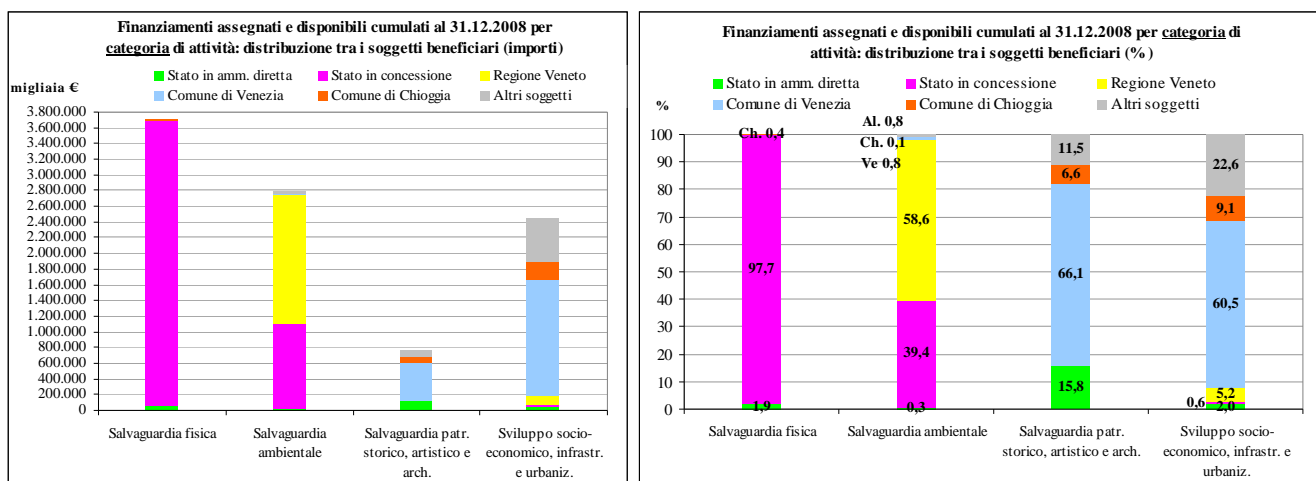 Finanziamenti assegnati e disponibili cumulati al 31.12.2008 per
categoria di attività: distribuzione tra i soggetti beneficiari (importi)
migliaia €
Stato in amm. diretta
Stato in concessione
Regione Veneto
Comune di Venezia
Comune di Chioggia
Altri soggetti
3.800.000
3.600.000
3.400.000
3.200.000
3.000.000
2.800.000
2.600.000
2.400.000
2.200.000
2.000.000
1.800.000
1.600.000
1.400.000
1.200.000
1.000.000
800.000
600.000
400.000
200.000
0
Salvaguardia fisica
Salvaguardia
ambientale
Salvaguardia patr.
storico, artistico e
arch.
Sviluppo socio-
economico, infrastr.
e urbaniz.
Finanziamenti assegnati e disponibili cumulati al 31.12.2008 per categoria di
attività: distribuzione tra i soggetti beneficiari (%)
Stato in amm. diretta
Stato in concessione
Regione Veneto
Comune di Venezia
Comune di Chioggia
Altri soggetti
%
100
90
80
70
60
50
40
30
20
10
0
Ch. 0,4
97,7
1,9
Al. 0,8
Ch. 0,1
Ve 0,8
58,6
39,4
0,3
11,5
6,6
66,1
15,8
22,6
9,1
60,5
5,2
0,6
2,0
Salvaguardia fisica
Salvaguardia
ambientale
Salvaguardia patr.
storico, artistico e arch.
Sviluppo socio-
economico, infrastr. e
urbaniz.